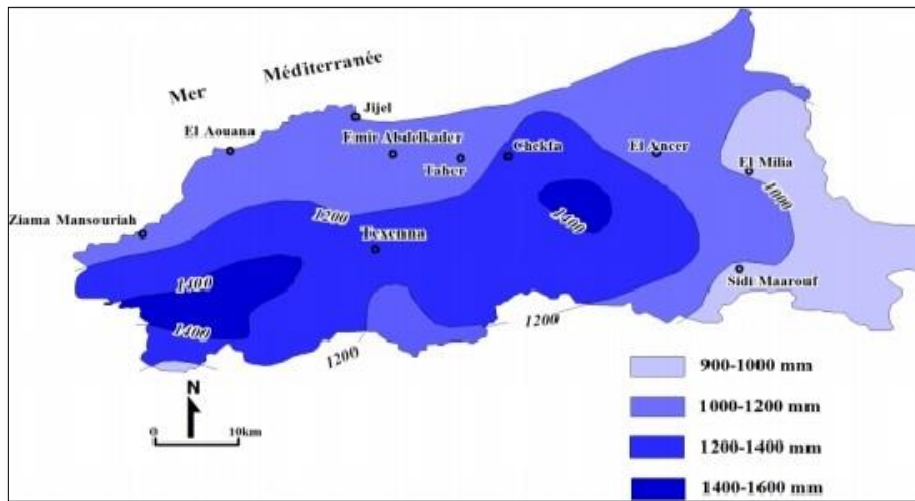 Mer Méditerranée
Jijel
El Aouana
Emir Abdelkader
Taher
Chekfa
El Ancer
El Milia
Ziama Mansouriah
1200
Texenna
1400
1000
Sidi Maarouf
1400
1400
1200
1200
N
0 10km
900-1000 mm
1000-1200 mm
1200-1400 mm
1400-1600 mm